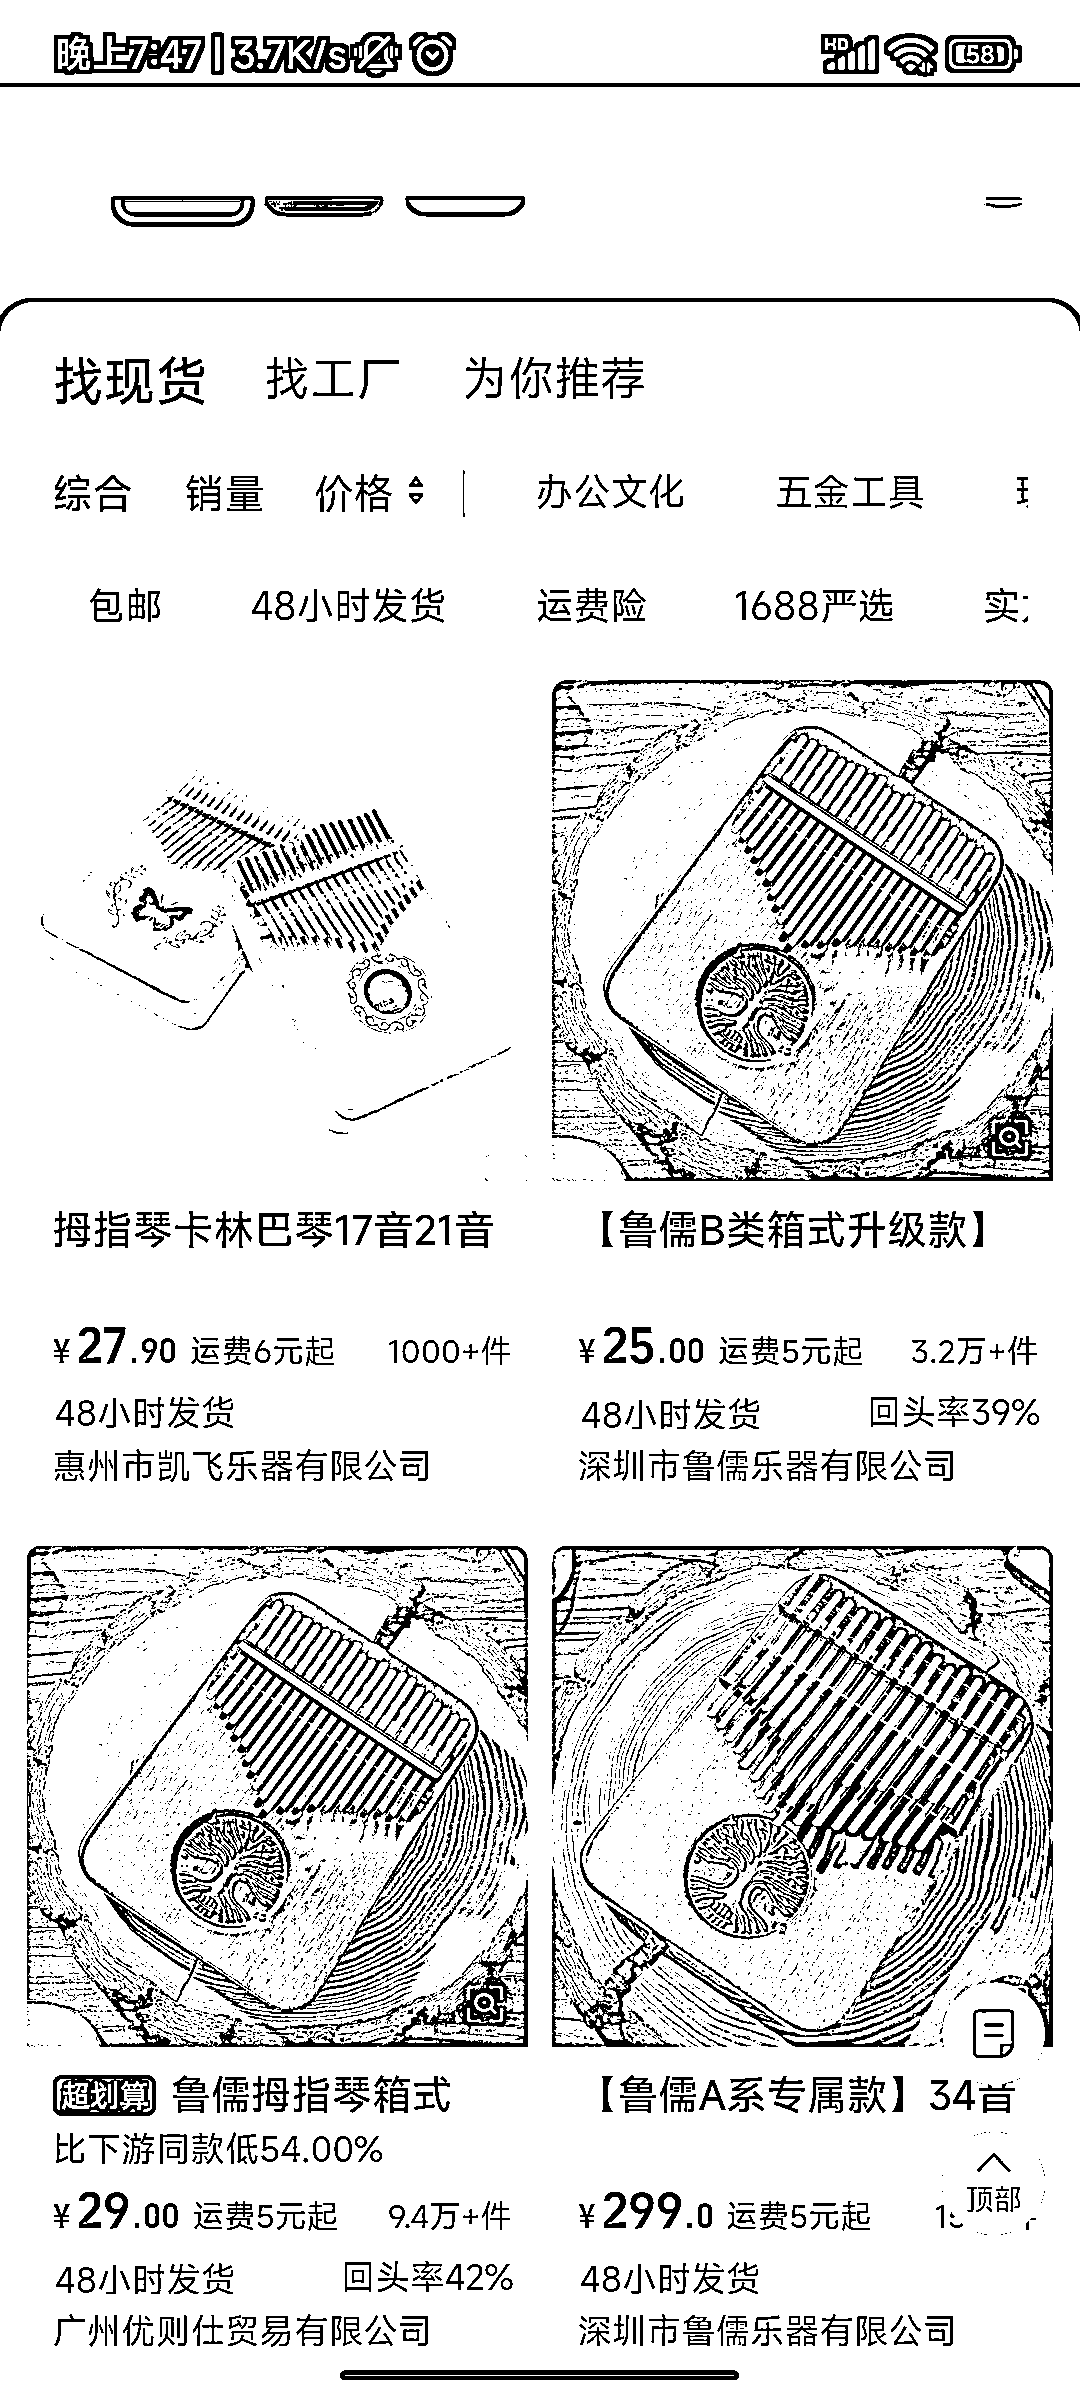 晚上7:47 | 3.7K/s HD 58
找现货 找工厂 为你推荐
综合 销量 价格 办公文化 五金工具
包邮 48小时发货 运费险 1688严选 实
拇指琴卡林巴琴17音21音
¥27.90 运费6元起 1000+件
48小时发货
惠州市凯飞乐器有限公司
【鲁儒B类箱式升级款】
¥25.00 运费5元起 3.2万+件
48小时发货 回头率39%
深圳市鲁儒乐器有限公司
超划算 鲁儒拇指琴箱式
比下游同款低54.00%
¥29.00 运费5元起 9.4万+件
48小时发货 回头率42%
广州优则仕贸易有限公司
【鲁儒A系专属款】34音
¥299.0 运费5元起
48小时发货
深圳市鲁儒乐器有限公司
顶部